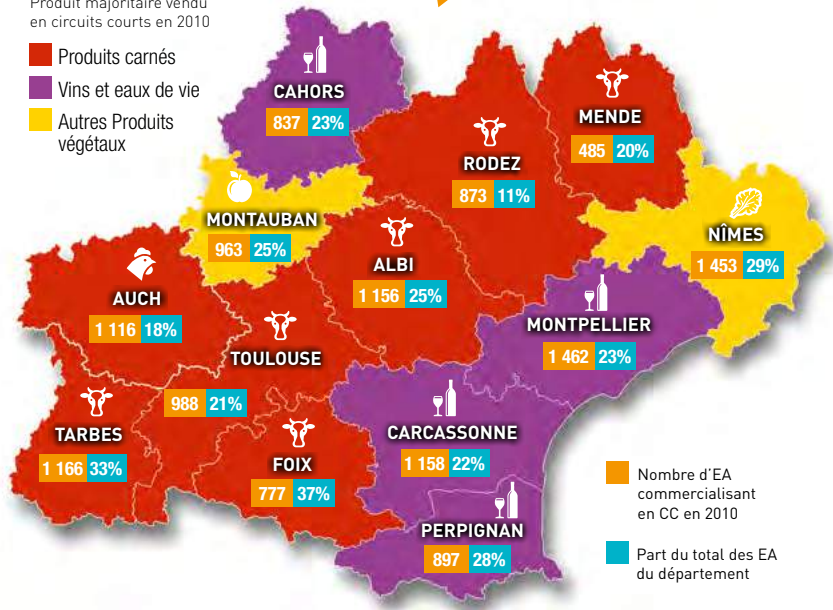 Produit majoritaire vendu
en circuits courts en 2010
Produits carnés
Vins et eaux de vie
Autres Produits
végétaux
CAHORS
837 23%
MENDE
485 20%
RODEZ
873 11%
MONTAUBAN
963 25%
NÎMES
1 453 29%
ALBI
1 156 25%
AUCH
1 116 18%
MONTPELLIER
1 462 23%
TOULOUSE
988 21%
TARBES
1 166 33%
CARCASSONNE
1 158 22%
FOIX
777 37%
PERPIGNAN
897 28%
Nombre d'EA
commercialisant
en CC en 2010
Part du total des EA
du département